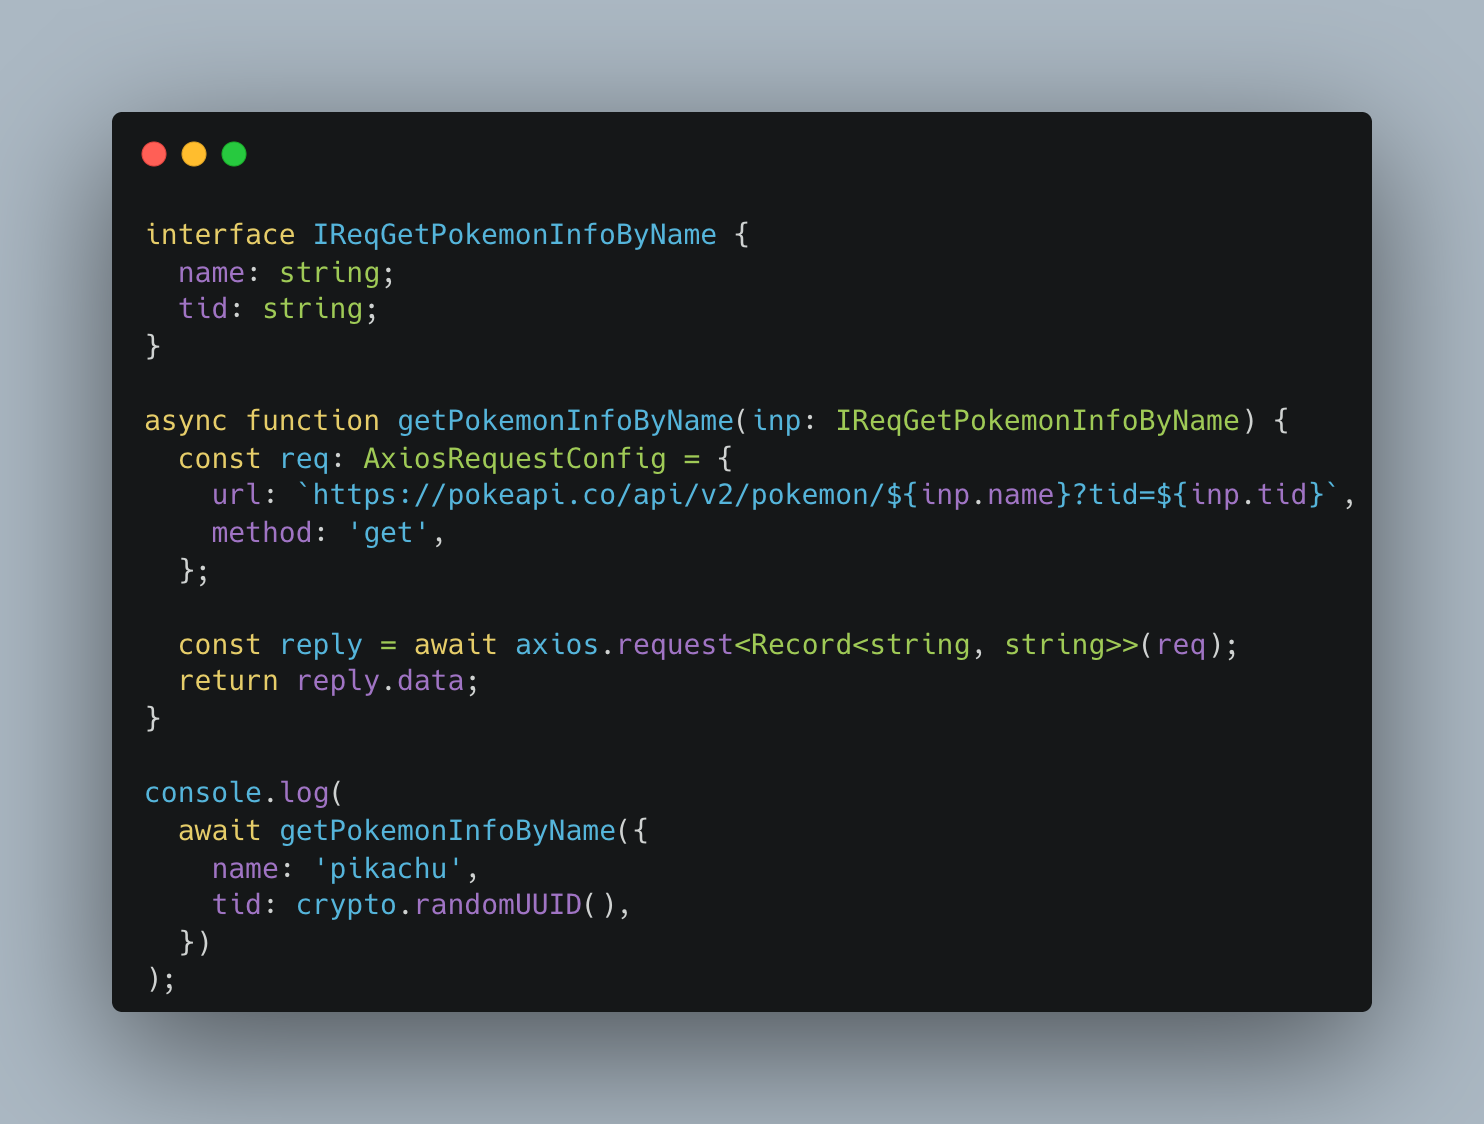 interface IReqGetPokemonInfoByName {
  name: string;
  tid: string;
}

async function getPokemonInfoByName(inp: IReqGetPokemonInfoByName) {
  const req: AxiosRequestConfig = {
    url: `https://pokeapi.co/api/v2/pokemon/${inp.name}?tid=${inp.tid}`,
    method: 'get',
  };

  const reply = await axios.request<Record<string, string>>(req);
  return reply.data;
}

console.log(
  await getPokemonInfoByName({
    name: 'pikachu',
    tid: crypto.randomUUID(),
  })
);